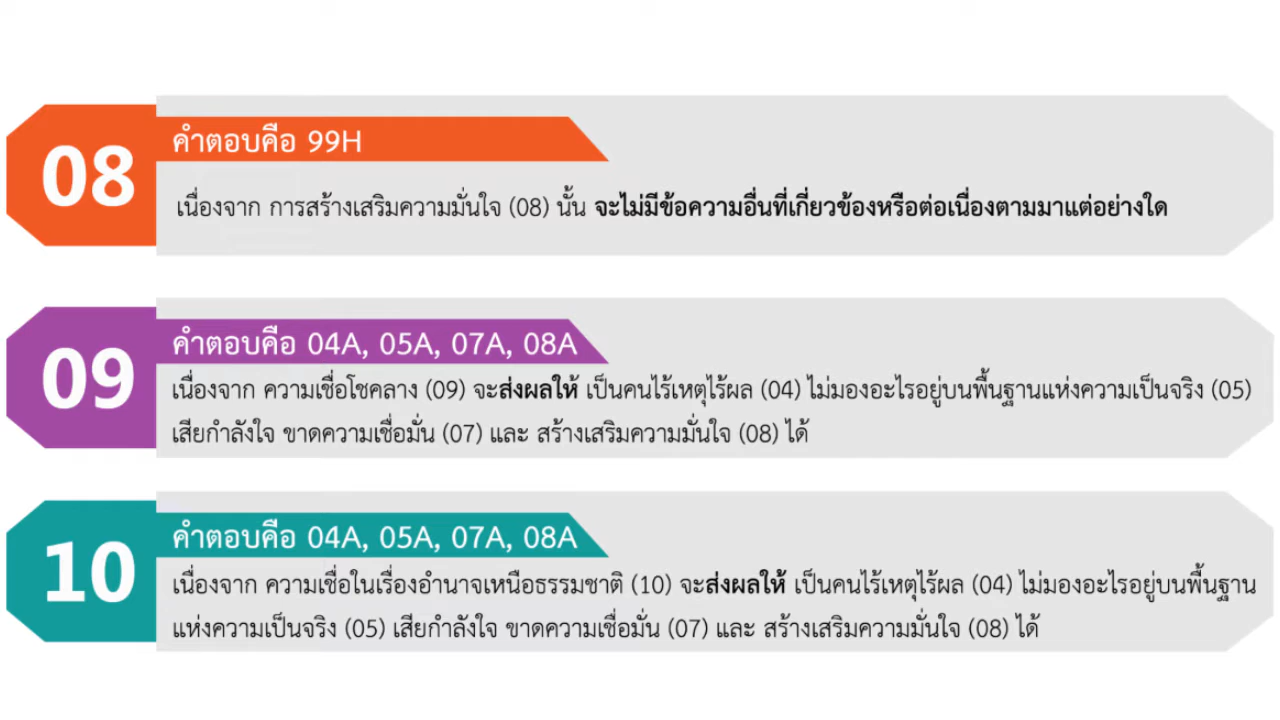 08
คำตอบคือ 99H
เนื่องจาก การสร้างเสริมความมั่นใจ (08) นั้น จะไม่มีข้อความอื่นที่เกี่ยวข้องหรือต่อเนื่องตามมาแต่อย่างใด
09
คำตอบคือ 04A, 05A, 07A, 08A
เนื่องจาก ความเชื่อโชคลาง (09) จะส่งผลให้ เป็นคนไร้เหตุไร้ผล (04) ไม่มองอะไรอยู่บนพื้นฐานแห่งความเป็นจริง (05)
เสียกำลังใจ ขาดความเชื่อมั่น (07) และ สร้างเสริมความมั่นใจ (08) ได้
10
คำตอบคือ 04A, 05A, 07A, 08A
เนื่องจาก ความเชื่อในเรื่องอำนาจเหนือธรรมชาติ (10) จะส่งผลให้ เป็นคนไร้เหตุไร้ผล (04) ไม่มองอะไรอยู่บนพื้นฐาน
แห่งความเป็นจริง (05) เสียกำลังใจ ขาดความเชื่อมั่น (07) และ สร้างเสริมความมั่นใจ (08) ได้